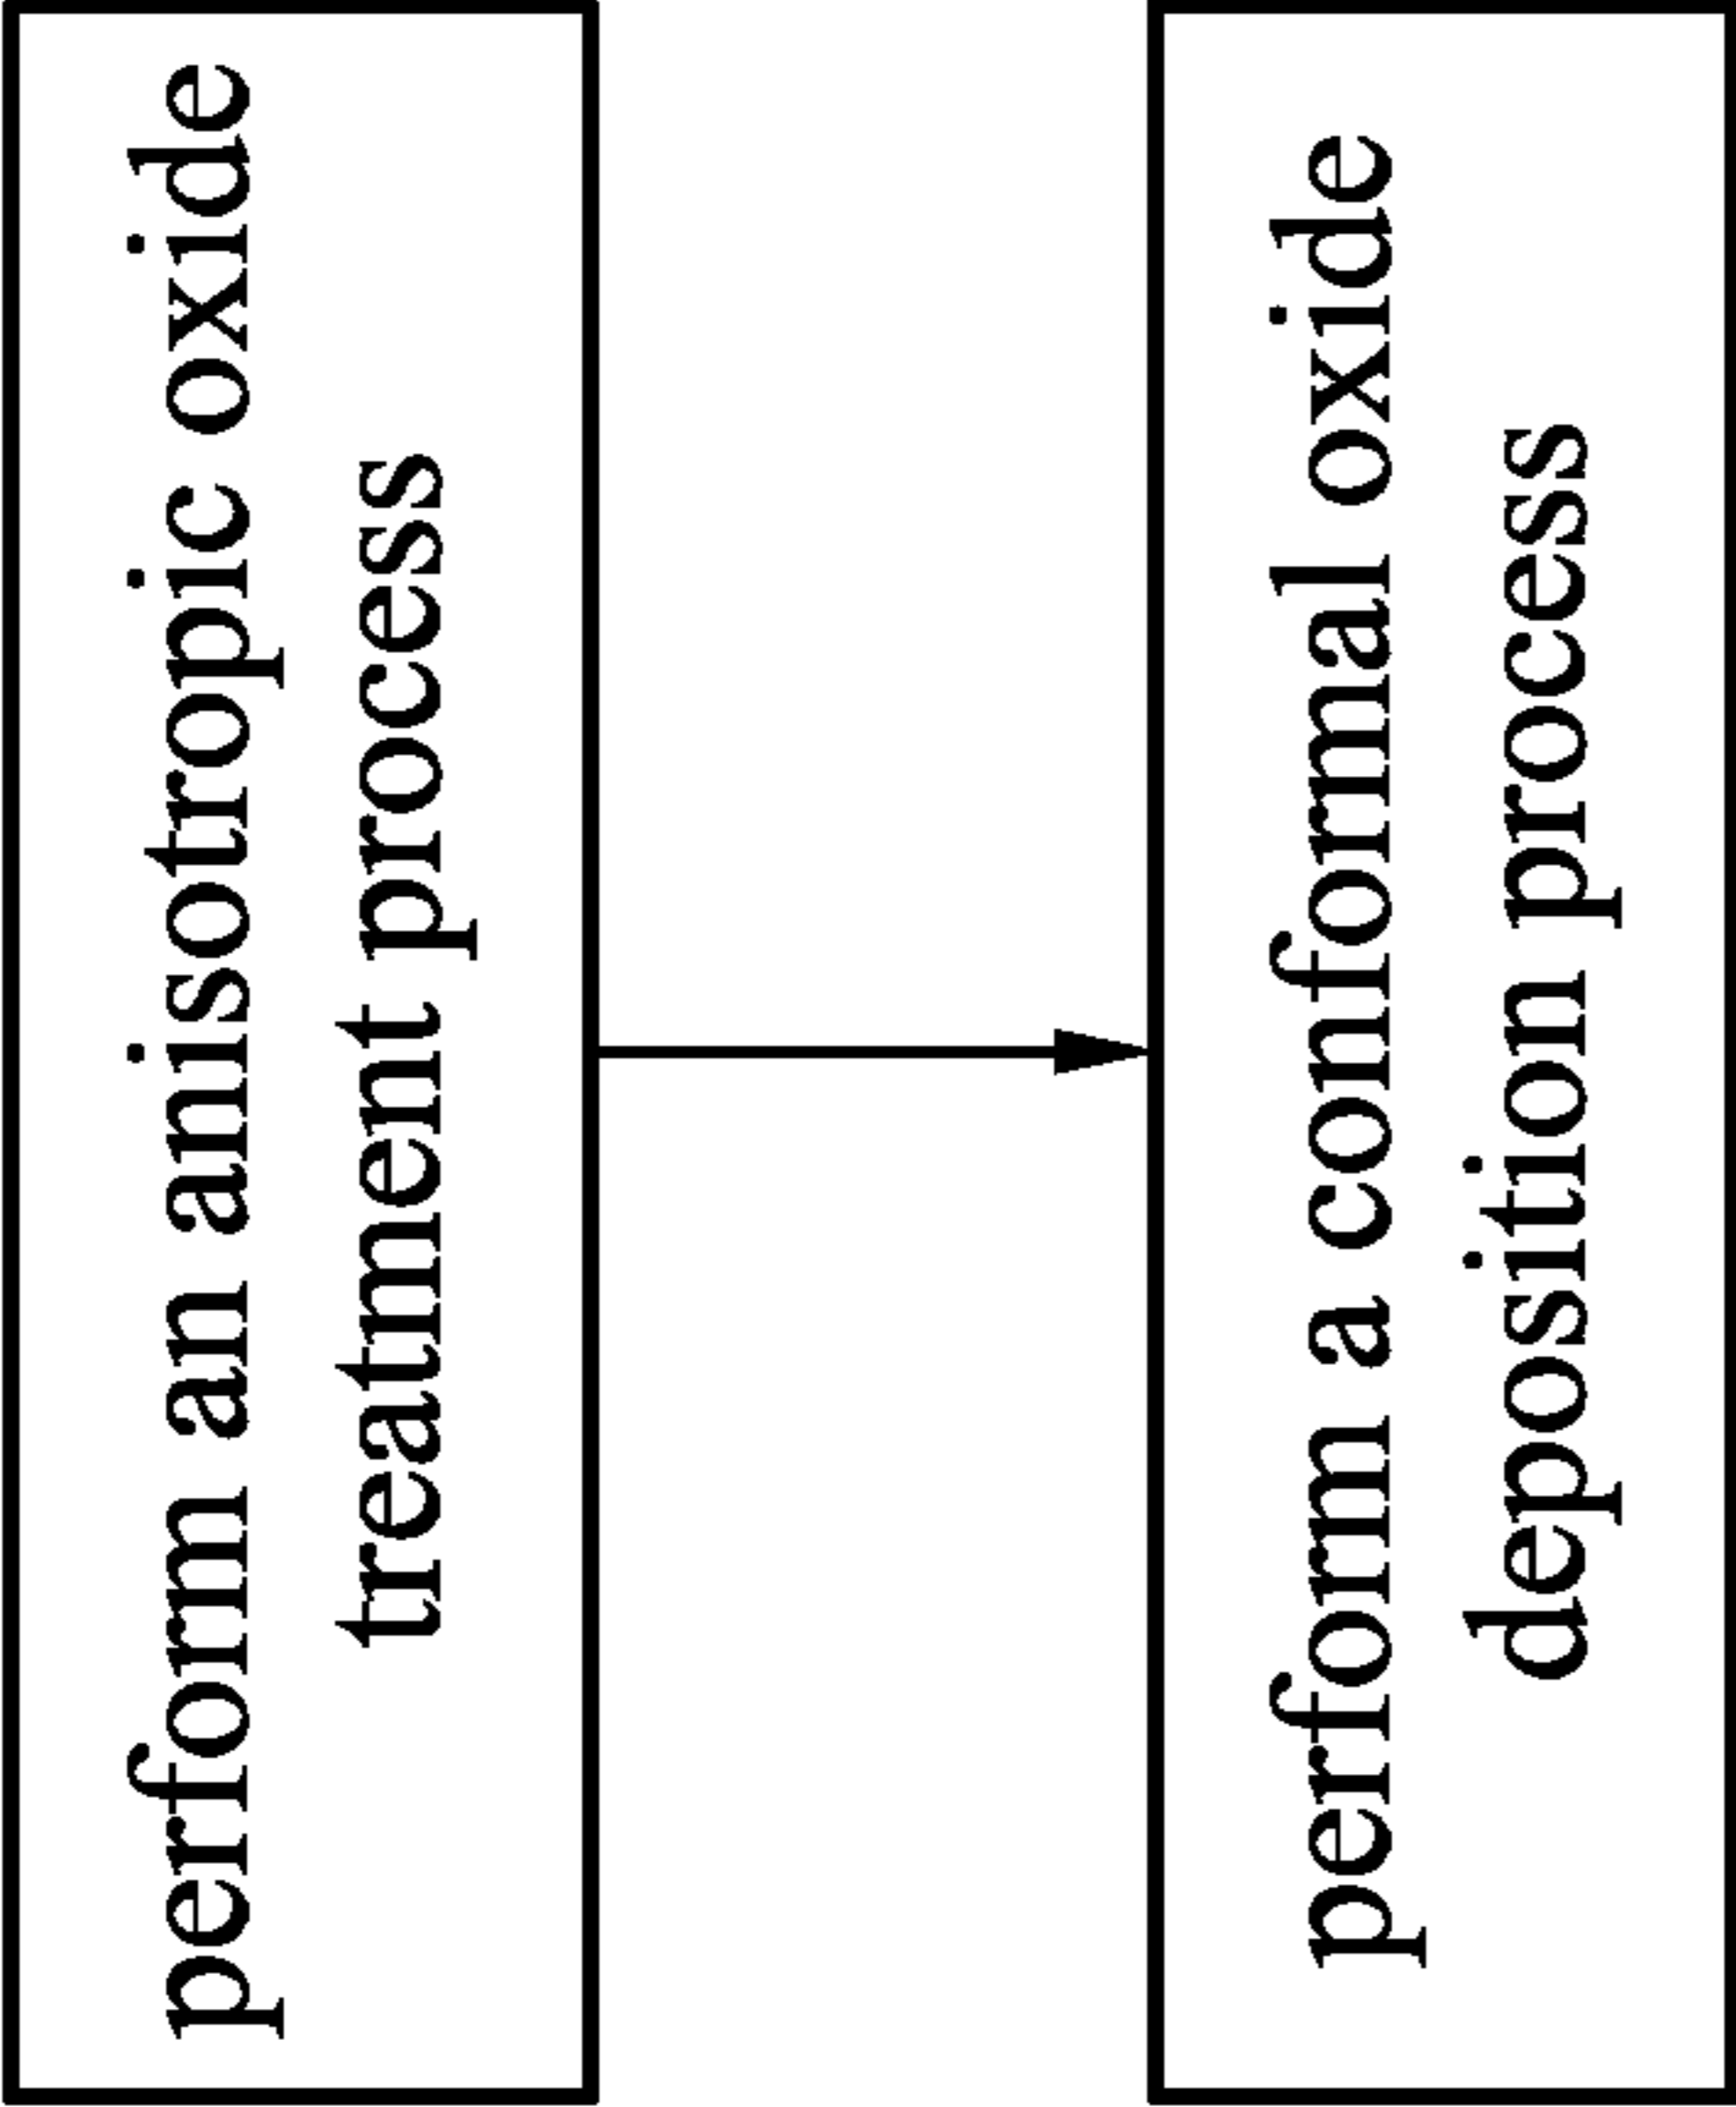 perform an anisotropic oxide
treatment process
perform a conformal oxide
deposition process